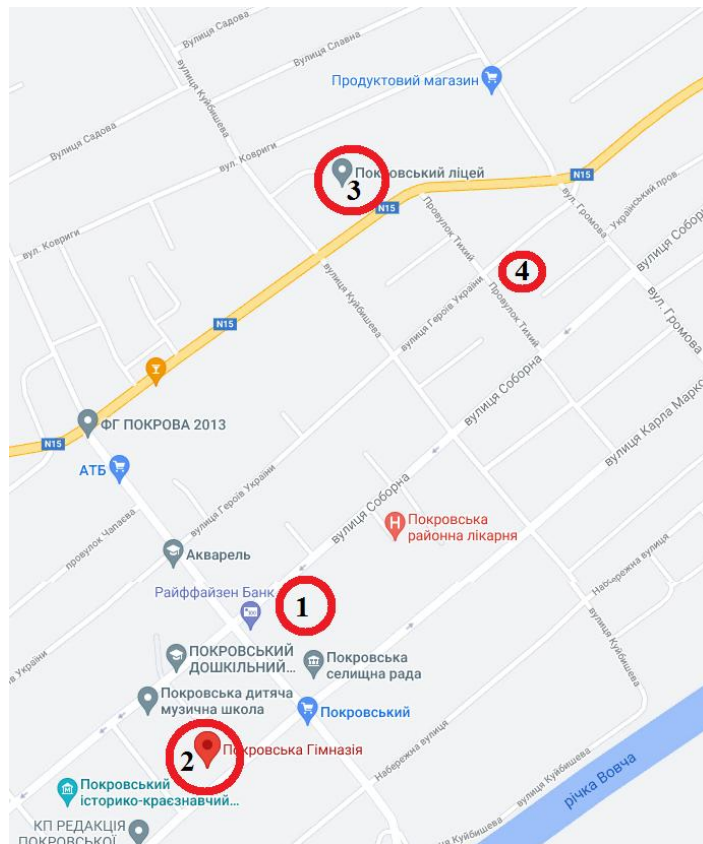 Вулиця Садова
Вулиця Славна
вулиця Куйбишева
Продуктовий магазин
Вулиця Садова
вул. Ковриги
Покровський ліцей
3
N15
N15
вул. Громова
Український пров
вул. Ковриги
Провулок Тихий
4
вулиця Соборн
вулиця Куйбишева
вулиця Героїв України
Провулок Тихий
вул. Громова
N15
вулиця Соборна
вулиця Карла Маркс
ФГ ПОКРОВА 2013
N15
АТБ
вулиця Героїв України
вулиця Соборна
Покровська
районна лікарня
провулок Чапаєва
Акварель
Набережна вулиця
Райффайзен Банк
1
вулиця Куйбишева
ПОКРОВСЬКИЙ
ДОШКІЛЬНИЙ...
Покровська
селищна рада
в Україні
Покровська дитяча
музична школа
Покровський
2
Покровська Гімназія
Набережна вулиця
Покровський
історико-краєзнавчий...
річка Вовча
вулиця Куйбишева
КП РЕДАКЦІЯ
ПОКРОВСЬКОЇ